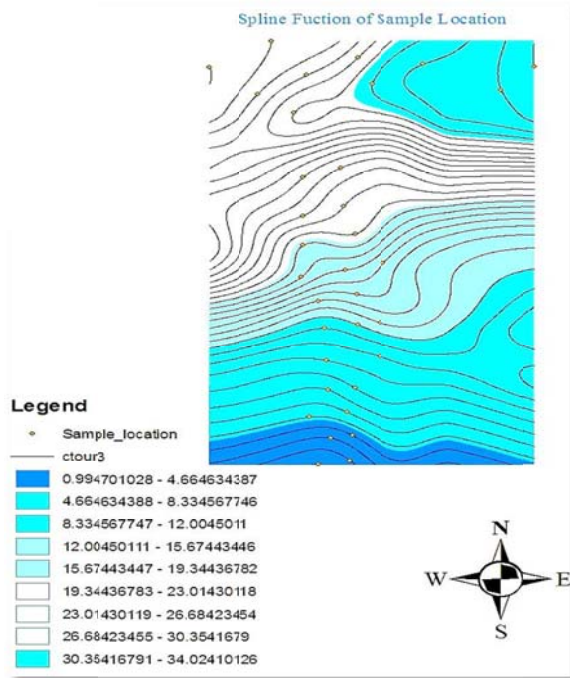 Spline Fuction of Sample Location
Legend
Sample_location
ctour3
0.994701028 - 4.664634387
4.664634388 - 8.334567746
8.334567747 - 12.0045011
12.00450111 - 15.67443446
15.67443447 - 19.34436782
19.34436783 - 23.01430118
23.01430119 - 26.68423454
26.68423455 - 30.3541679
30.35416791 - 34.02410126
N
W E
S